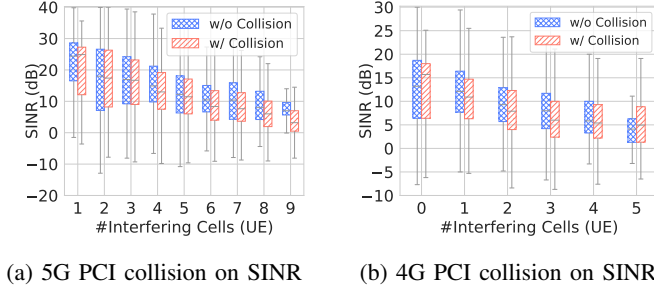 40
30
20
10
0
−10
−20
SINR (dB)
w/o Collision
w/ Collision
1 2 3 4 5 6 7 8 9
#Interfering Cells (UE)
(a) 5G PCI collision on SINR
30
25
20
15
10
5
0
−5
−10
SINR (dB)
w/o Collision
w/ Collision
0 1 2 3 4 5
#Interfering Cells (UE)
(b) 4G PCI collision on SINR